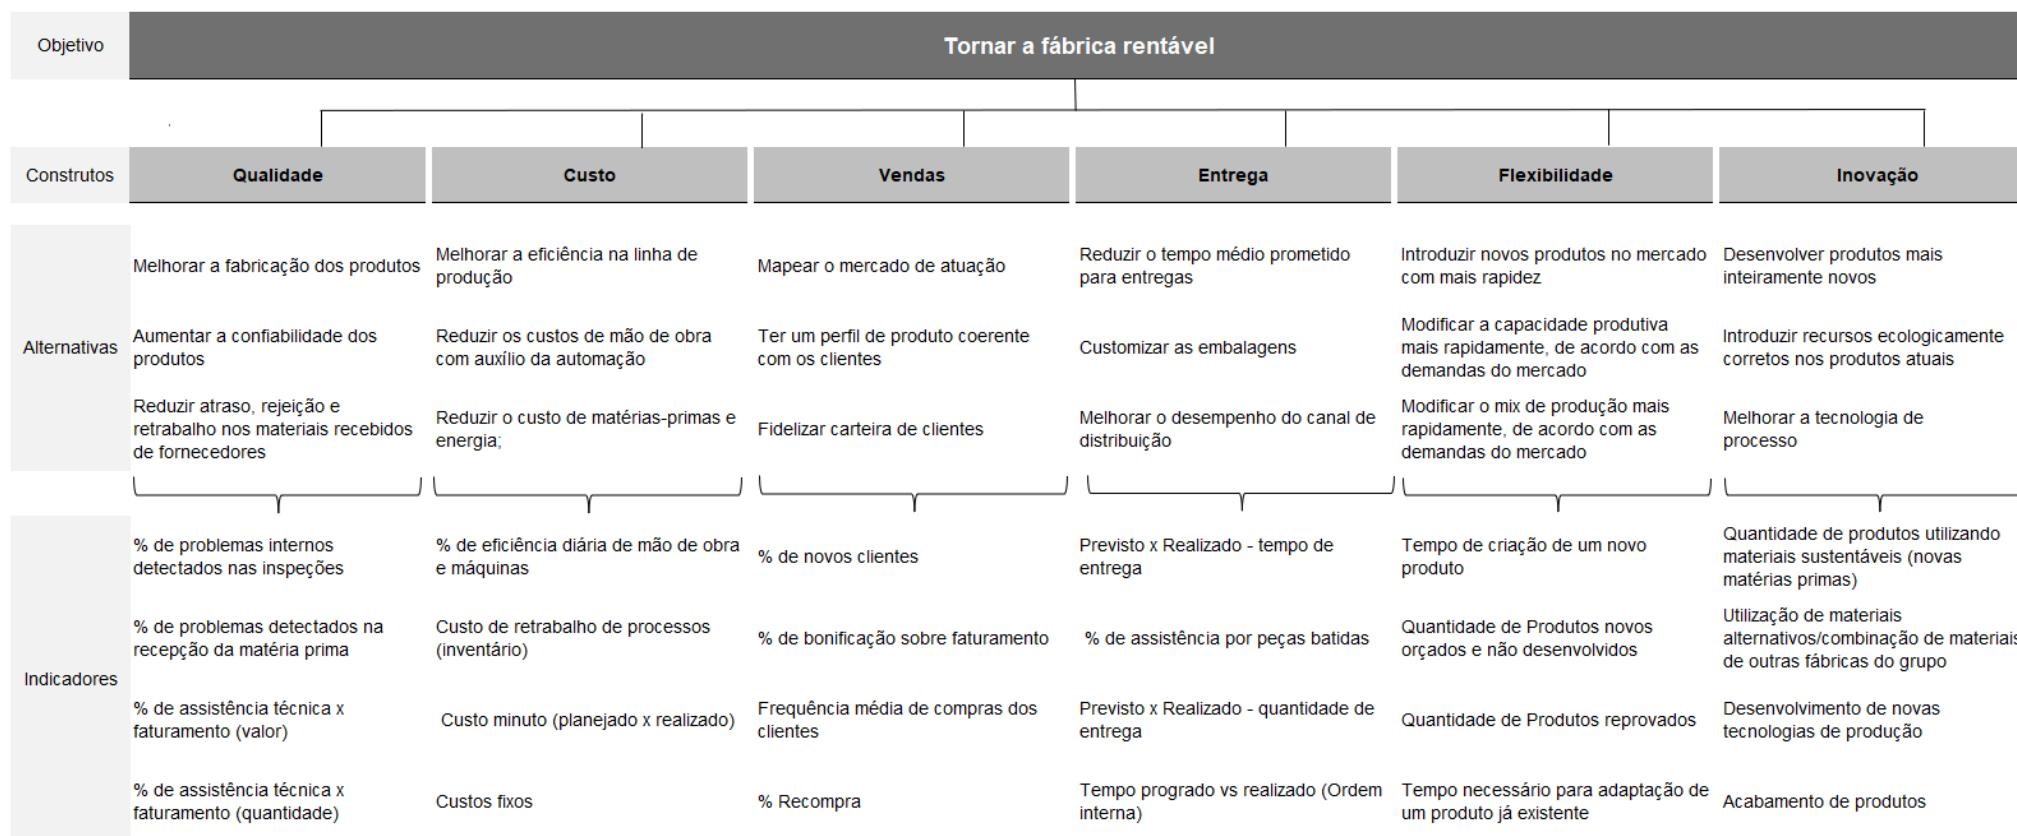 Objetivo
Tornar a fábrica rentável
Construtos
Qualidade
Custo
Vendas
Entrega
Flexibilidade
Inovação
Alternativas
Melhorar a fabricação dos produtos
Melhorar a eficiência na linha de
produção
Mapear o mercado de atuação
Reduzir o tempo médio prometido
para entregas
Introduzir novos produtos no mercado
com mais rapidez
Desenvolver produtos mais
inteiramente novos
Aumentar a confiabilidade dos
produtos
Reduzir os custos de mão de obra
com auxílio da automação
Ter um perfil de produto coerente
com os clientes
Customizar as embalagens
Modificar a capacidade produtiva
mais rapidamente, de acordo com as
demandas do mercado
Introduzir recursos ecologicamente
corretos nos produtos atuais
Reduzir atraso, rejeição e
retrabalho nos materiais recebidos
de fornecedores
Reduzir o custo de matérias-primas e
energia;
Fidelizar carteira de clientes
Melhorar o desempenho do canal de
distribuição
Modificar o mix de produção mais
rapidamente, de acordo com as
demandas do mercado
Melhorar a tecnologia de
processo
Indicadores
% de problemas internos
detectados nas inspeções
% de eficiência diária de mão de obra
e máquinas
% de novos clientes
Previsto x Realizado - tempo de
entrega
Tempo de criação de um novo
produto
Quantidade de produtos utilizando
materiais sustentáveis (novas
matérias primas)
% de problemas detectados na
recepção da matéria prima
Custo de retrabalho de processos
(inventário)
% de bonificação sobre faturamento
% de assistência por peças batidas
Quantidade de Produtos novos
orçados e não desenvolvidos
Utilização de materiais
alternativos/combinação de materiais
de outras fábricas do grupo
% de assistência técnica x
faturamento (valor)
Custo minuto (planejado x realizado)
Frequência média de compras dos
clientes
Previsto x Realizado - quantidade de
entrega
Quantidade de Produtos reprovados
Desenvolvimento de novas
tecnologias de produção
% de assistência técnica x
faturamento (quantidade)
Custos fixos
% Recompra
Tempo progrado vs realizado (Ordem
interna)
Tempo necessário para adaptação de
um produto já existente
Acabamento de produtos